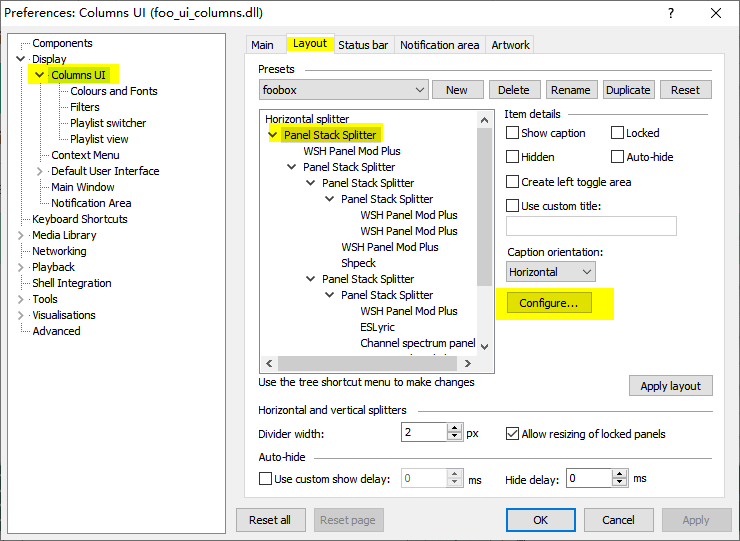 Preferences: Columns UI (foo_ui_columns.dll)
Components
Display
Columns UI
Colours and Fonts
Filters
Playlist switcher
Playlist view
Context Menu
Default User Interface
Main Window
Notification Area
Keyboard Shortcuts
Media Library
Networking
Playback
Shell Integration
Tools
Visualisations
Advanced
Main Layout Status bar Notification area Artwork
Presets
foobox New Delete Rename Duplicate Reset
Horizontal splitter
Panel Stack Splitter
WSH Panel Mod Plus
Panel Stack Splitter
Panel Stack Splitter
Panel Stack Splitter
WSH Panel Mod Plus
WSH Panel Mod Plus
WSH Panel Mod Plus
Shpeck
Panel Stack Splitter
Panel Stack Splitter
WSH Panel Mod Plus
ESLyric
Channel spectrum panel
Item details
Show caption Locked
Hidden Auto-hide
Create left toggle area
Use custom title:
Caption orientation:
Horizontal
Configure...
Use the tree shortcut menu to make changes
Apply layout
Horizontal and vertical splitters
Divider width: 2 px Allow resizing of locked panels
Auto-hide
Use custom show delay: 0 ms Hide delay: 0 ms
Reset all Reset page OK Cancel Apply